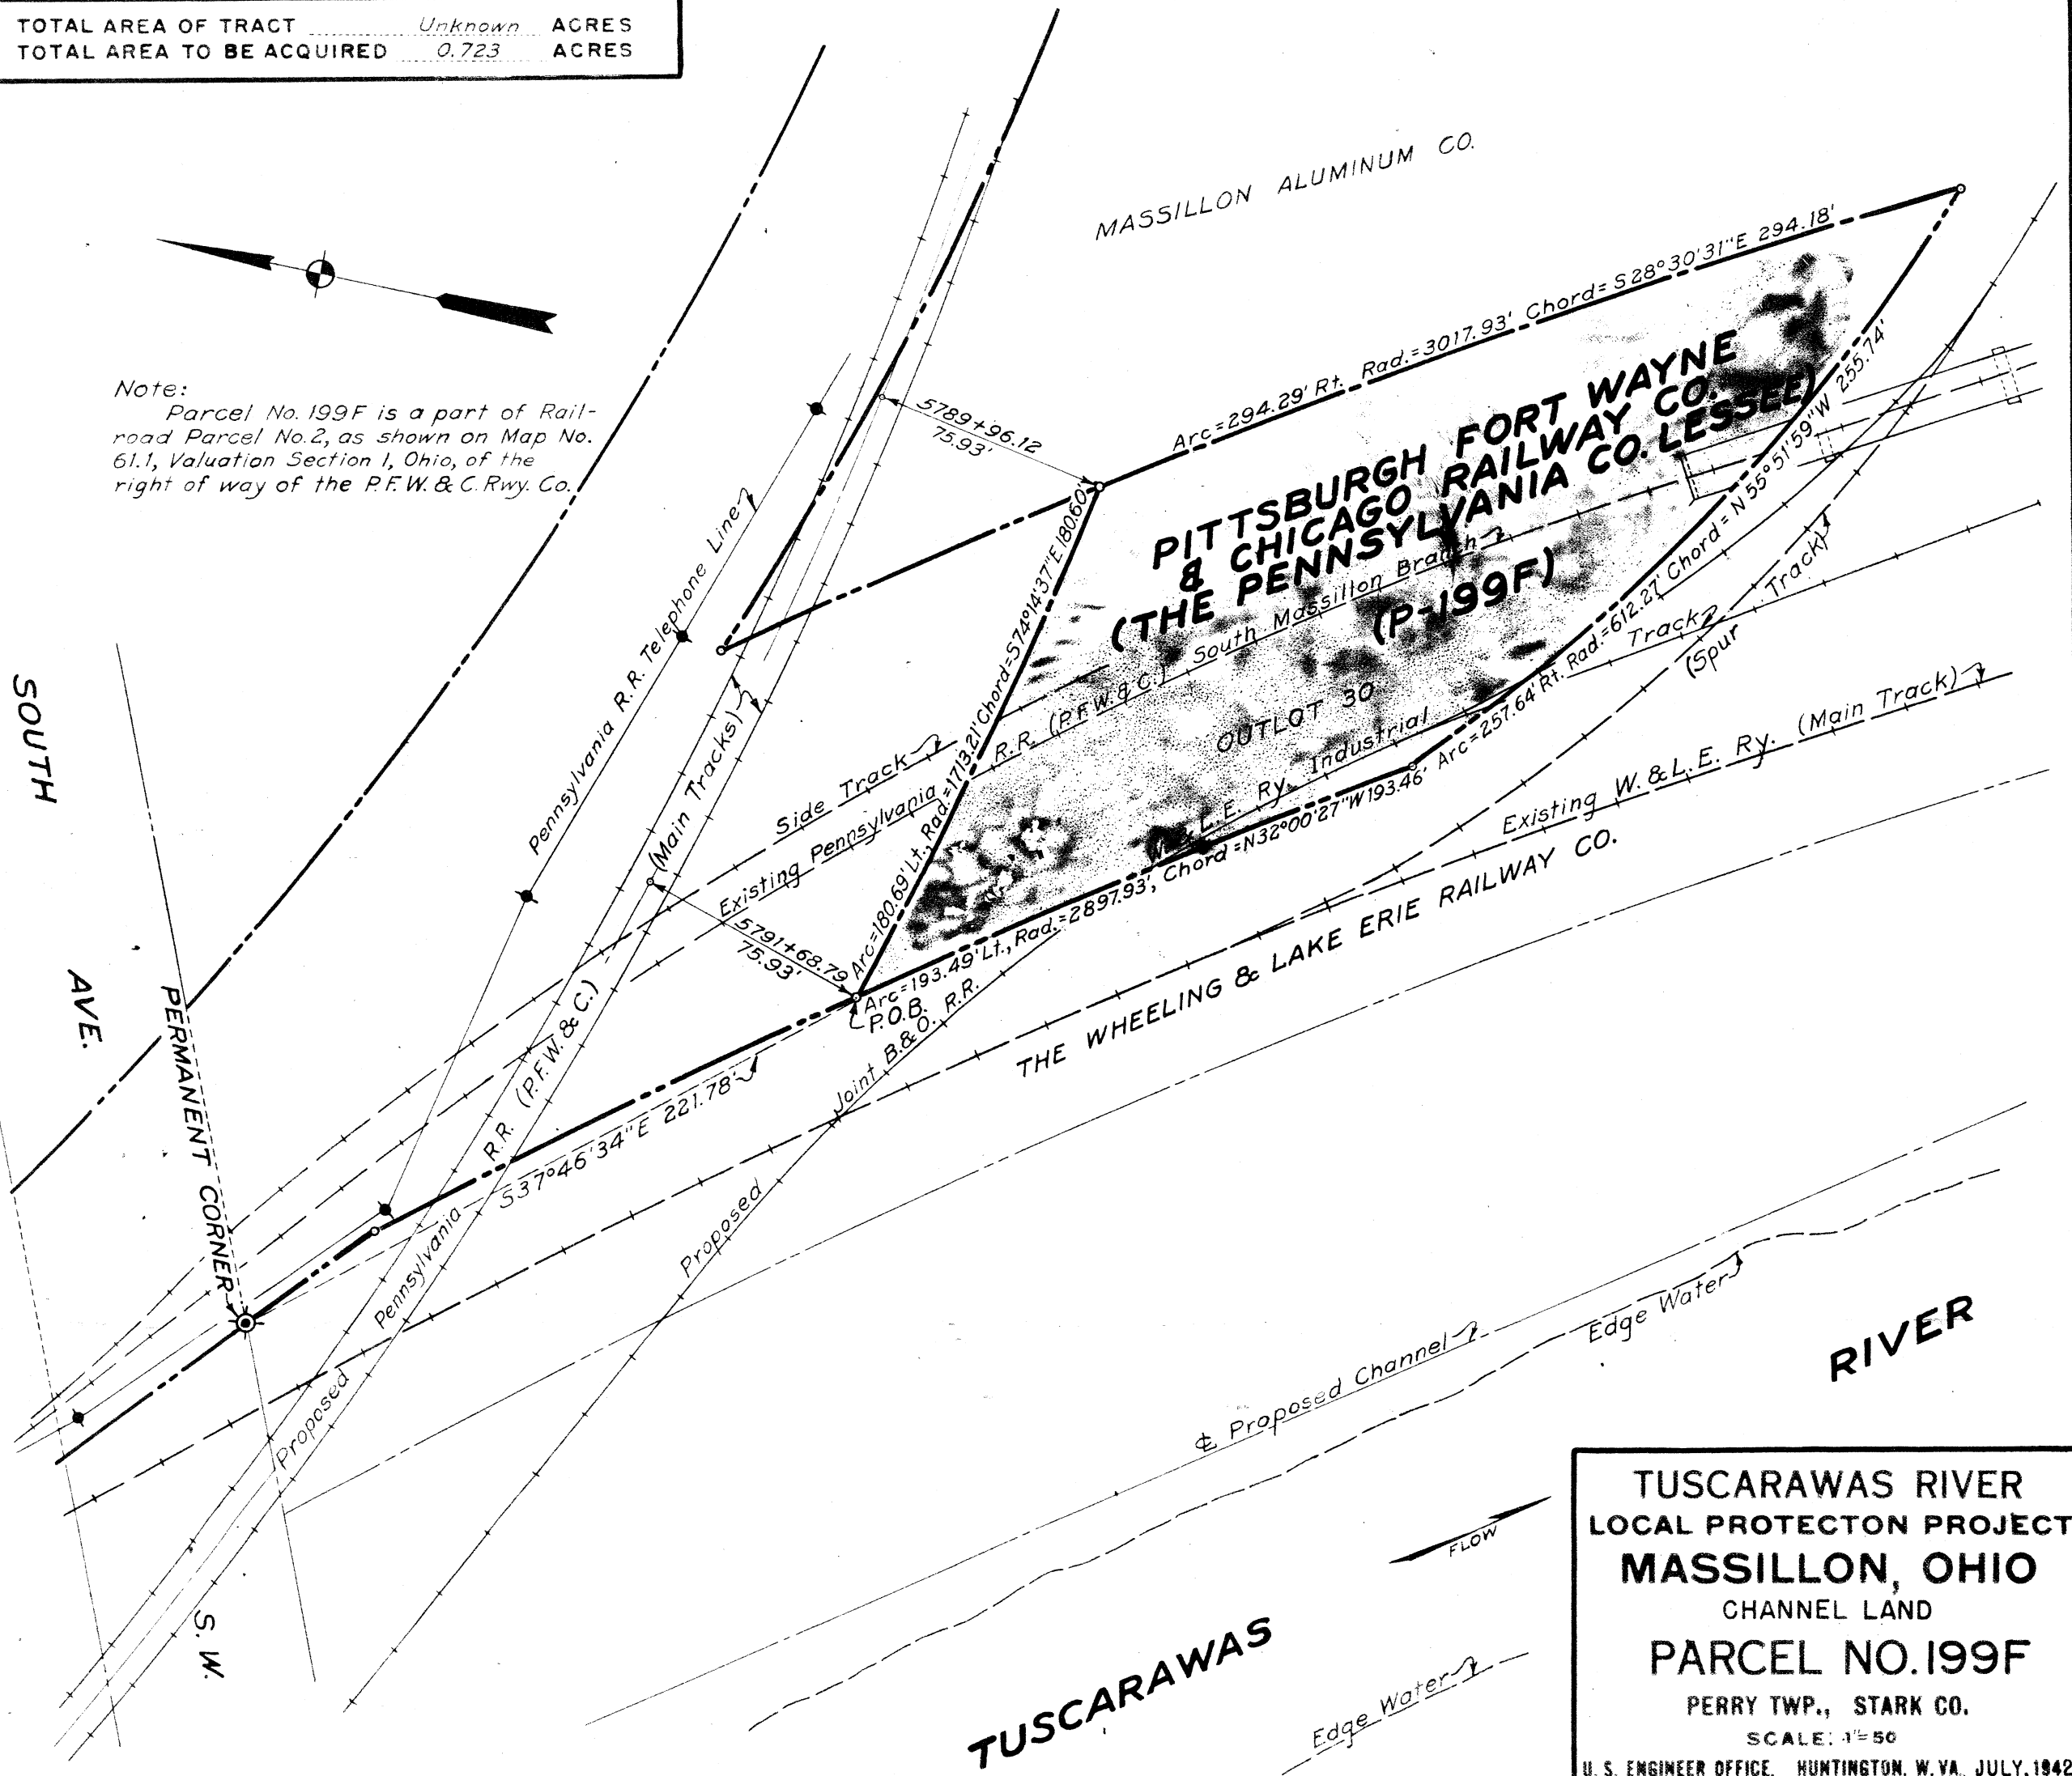 TOTAL AREA OF TRACT Unknown ACRES
TOTAL AREA TO BE ACQUIRED 0.723 ACRES
MASSILLON ALUMINUM CO.
Note:
Parcel No. 199F is a part of Rail-
road Parcel No.2, as shown on Map No.
61.1, Valuation Section 1, Ohio, of the
right of way of the P.F.W. & C. Rwy. Co.
Arc=294.29' Rt. Rad.=3017.93' Chord=S28°30'31"E 294.18'
5789+96.12
75.93'
PITTSBURGH FORT WAYNE
& CHICAGO RAILWAY CO.
(THE PENNSYLVANIA CO. LESSEE)
(P-199F)
OUTLOT 30
Arc=180.69' Lt., Rad.=1713.21' Chord=S74°14'37"E 180.60'
Arc=257.64' Rt. Rad.=612.27' Chord=N55°51'59"W 255.74'
Pennsylvania R.R. Telephone Line
(Main Tracks)
Side Track
Existing Pennsylvania R.R. (P.F.W.&C.) South Massillon Branch
W.&L.E. Ry. Industrial Track
(Spur Track)
Existing W.&L.E. Ry. (Main Track)
5791+68.79
75.93'
Arc=193.49' Lt., Rad.=2897.93', Chord=N32°00'27"W 193.46'
P.O.B.
Proposed Joint B.&O. R.R.
THE WHEELING & LAKE ERIE RAILWAY CO.
S37°46'34"E 221.78'
Proposed Pennsylvania R.R. (P.F.W.&C.)
SOUTH
AVE.
S. W.
PERMANENT CORNER
℄ Proposed Channel
Edge Water
Edge Water
FLOW
TUSCARAWAS RIVER
TUSCARAWAS RIVER
LOCAL PROTECTON PROJECT
MASSILLON, OHIO
CHANNEL LAND
PARCEL NO.199F
PERRY TWP., STARK CO.
SCALE: 1"=50
U. S. ENGINEER OFFICE, HUNTINGTON, W. VA. JULY, 1942